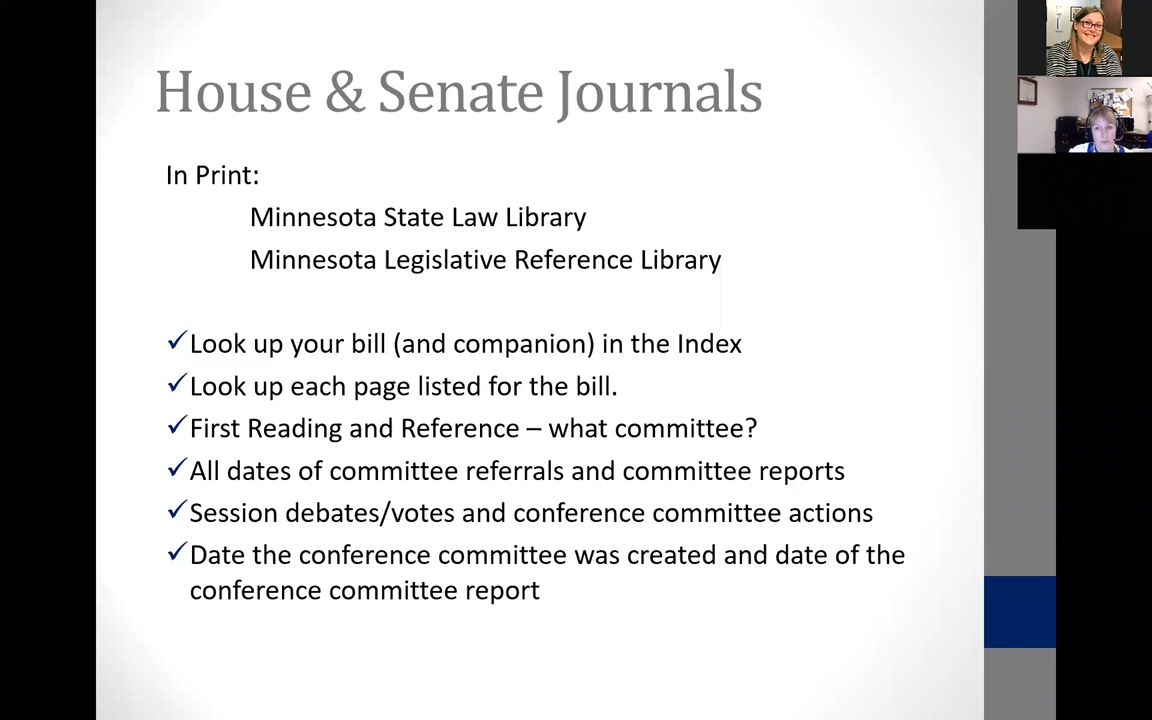 House & Senate Journals
In Print:
Minnesota State Law Library
Minnesota Legislative Reference Library
✓Look up your bill (and companion) in the Index
✓Look up each page listed for the bill.
✓First Reading and Reference – what committee?
✓All dates of committee referrals and committee reports
✓Session debates/votes and conference committee actions
✓Date the conference committee was created and date of the
conference committee report